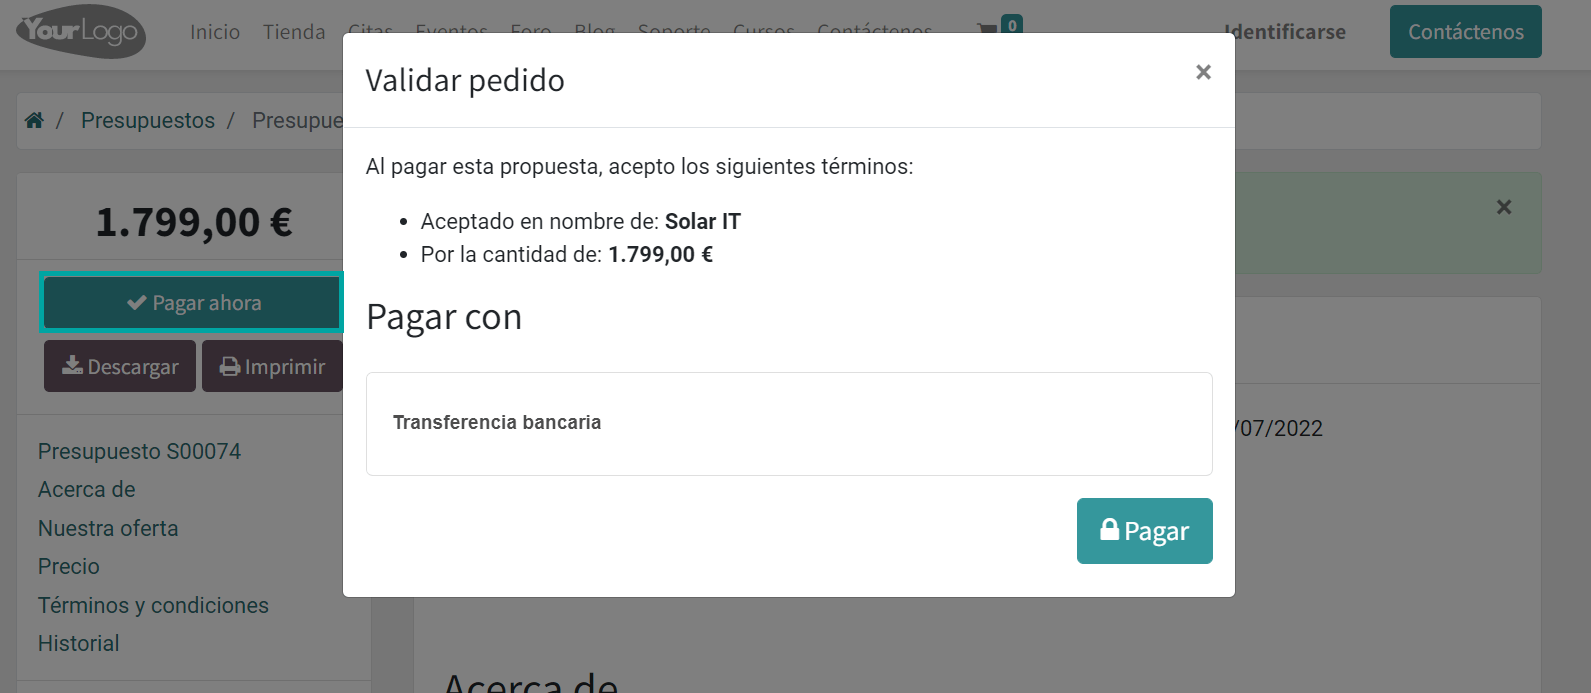 YourLogo
Inicio Tienda Citas Eventos Foro Blog Soporte Cursos Contáctenos 0 Identificarse Contáctenos
/ Presupuestos / Presupue
Validar pedido
×
Al pagar esta propuesta, acepto los siguientes términos:
• Aceptado en nombre de: Solar IT
• Por la cantidad de: 1.799,00 €
Pagar con
Transferencia bancaria
Pagar
1.799,00 €
Pagar ahora
Descargar Imprimir
Presupuesto S00074
Acerca de
Nuestra oferta
Precio
Términos y condiciones
Historial
×
/07/2022
Acerca de